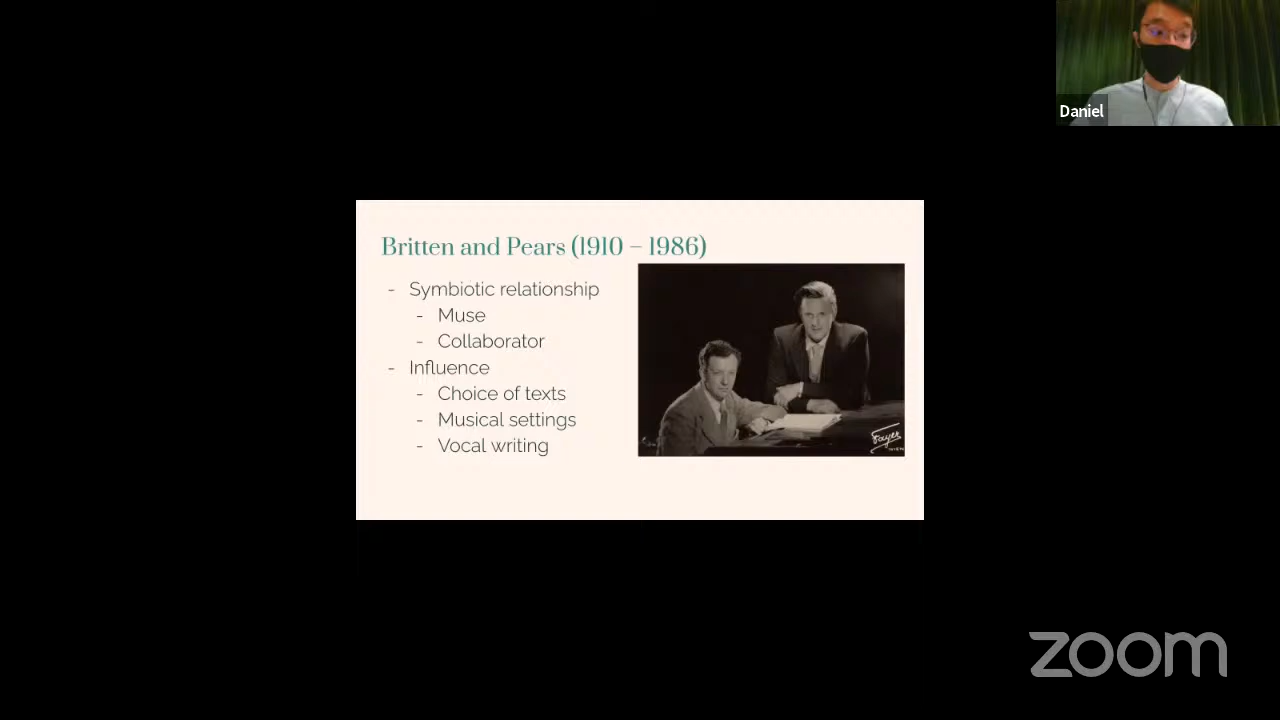 Daniel
Britten and Pears (1910 – 1986)
- Symbiotic relationship
- Muse
- Collaborator
- Influence
- Choice of texts
- Musical settings
- Vocal writing
Fayer
zoom